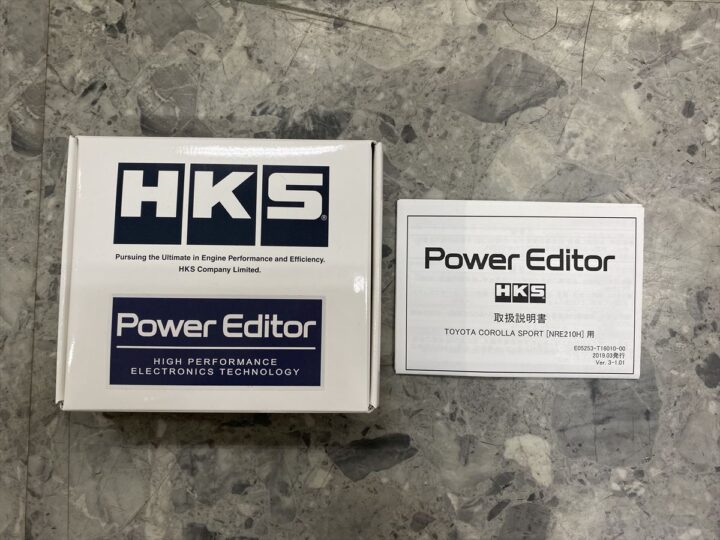 HKS®
Pursuing the Ultimate in Engine Performance and Efficiency.
HKS Company Limited.
Power Editor
HIGH PERFORMANCE
ELECTRONICS TECHNOLOGY
Power Editor
HKS
取扱説明書
TOYOTA COROLLA SPORT [NRE210H] 用
E05253-T16010-00
2019.03発行
Ver. 3-1.01